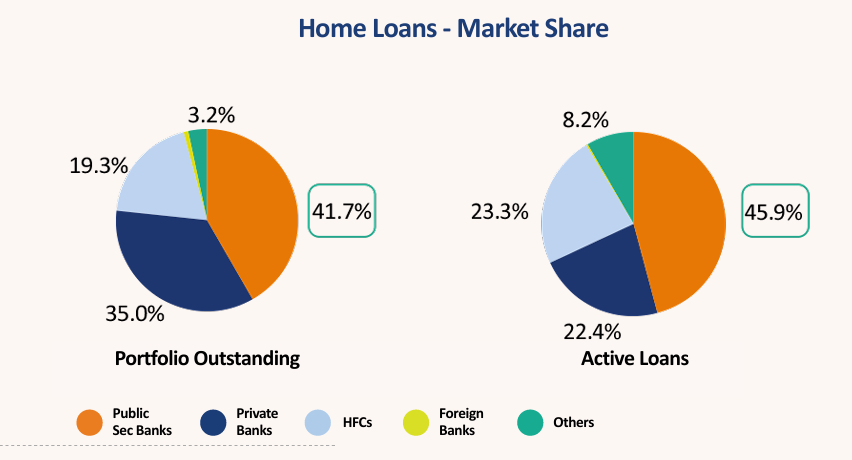 Home Loans - Market Share
3.2%
19.3%
41.7%
35.0%
Portfolio Outstanding
8.2%
23.3%
45.9%
22.4%
Active Loans
Public
Sec Banks
Private
Banks
HFCs
Foreign
Banks
Others